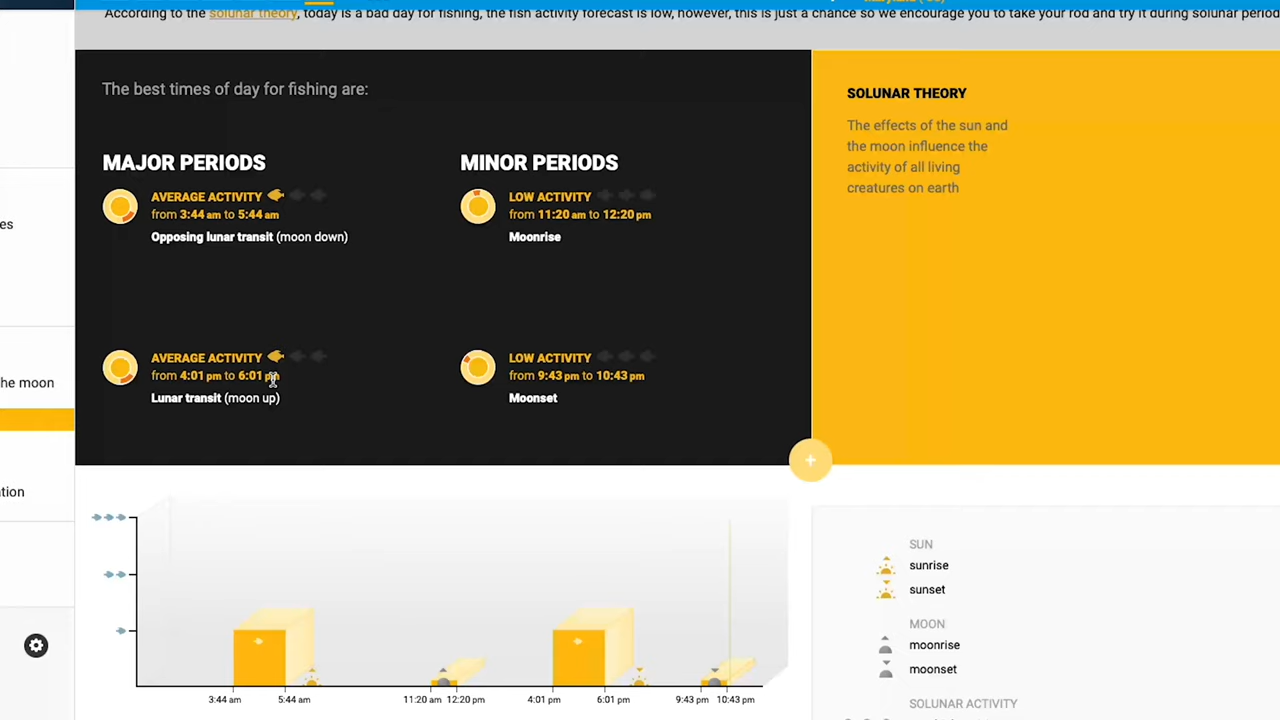 According to the solunar theory, today is a bad day for fishing, the fish activity forecast is low, however, this is just a chance so we encourage you to take your rod and try it during solunar period
The best times of day for fishing are:
MAJOR PERIODS
AVERAGE ACTIVITY
from 3:44 am to 5:44 am
Opposing lunar transit (moon down)
AVERAGE ACTIVITY
from 4:01 pm to 6:01 pm
Lunar transit (moon up)
MINOR PERIODS
LOW ACTIVITY
from 11:20 am to 12:20 pm
Moonrise
LOW ACTIVITY
from 9:43 pm to 10:43 pm
Moonset
SOLUNAR THEORY
The effects of the sun and
the moon influence the
activity of all living
creatures on earth
es
he moon
tion
3:44 am 5:44 am 11:20 am 12:20 pm 4:01 pm 6:01 pm 9:43 pm 10:43 pm
SUN
sunrise
sunset
MOON
moonrise
moonset
SOLUNAR ACTIVITY